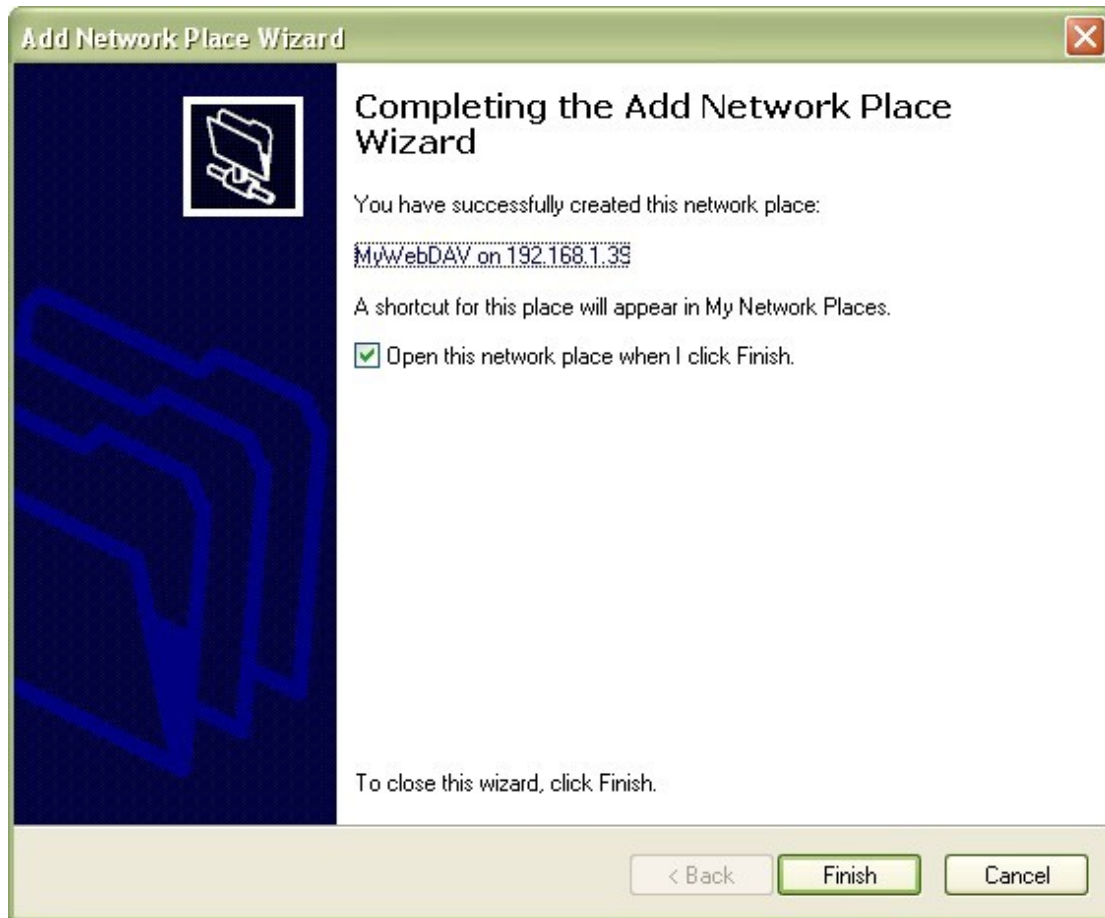 Add Network Place Wizard
Completing the Add Network Place
Wizard
You have successfully created this network place:
MyWebDAV on 192.168.1.39
A shortcut for this place will appear in My Network Places.
Open this network place when I click Finish.
To close this wizard, click Finish.
< Back
Finish
Cancel